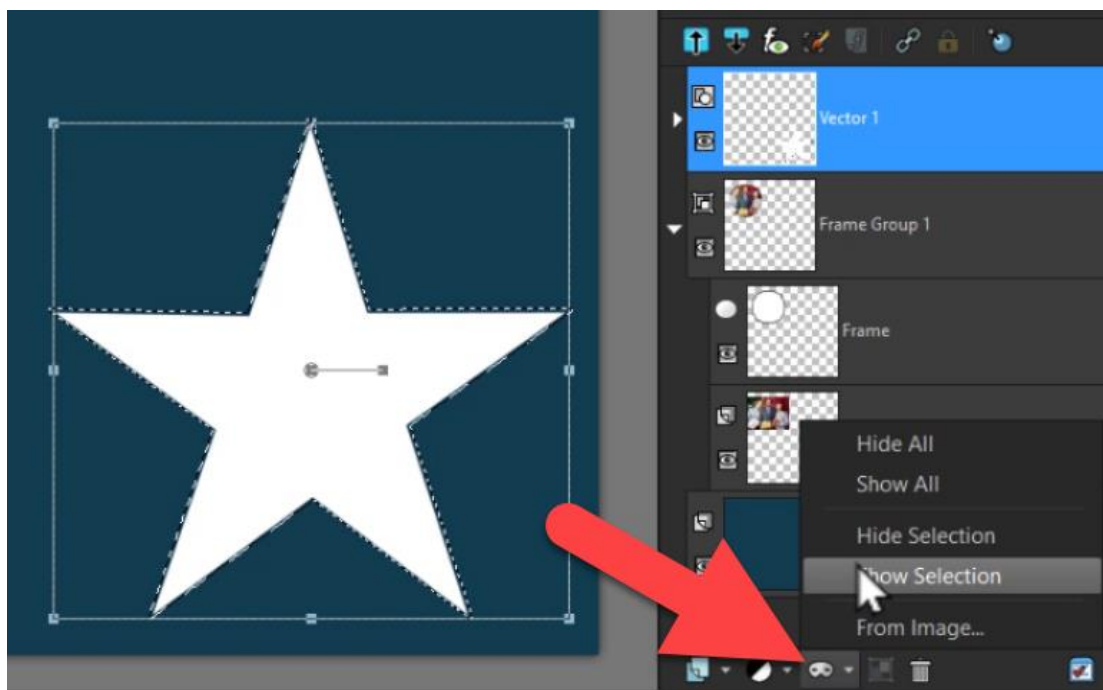 Vector 1
Frame Group 1
Frame
Hide All
Show All
Hide Selection
Show Selection
From Image...